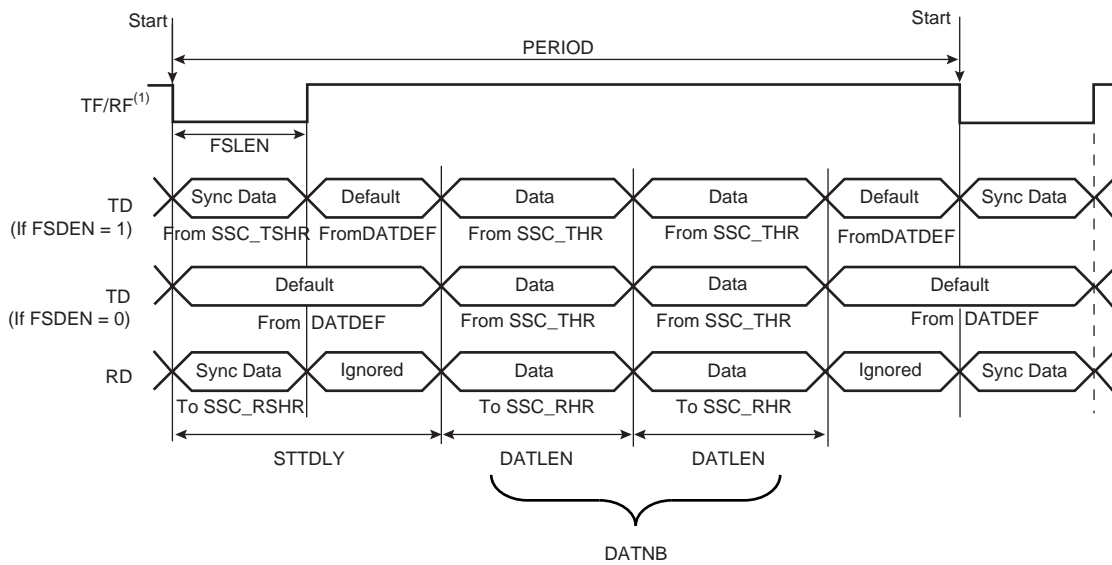 Start
Start
PERIOD
TF/RF(1)
FSLEN
TD
(If FSDEN = 1)
Sync Data
Default
Data
Data
Default
Sync Data
From SSC_TSHR
FromDATDEF
From SSC_THR
From SSC_THR
FromDATDEF
TD
(If FSDEN = 0)
Default
Data
Data
Default
From DATDEF
From SSC_THR
From SSC_THR
From DATDEF
RD
Sync Data
Ignored
Data
Data
Ignored
Sync Data
To SSC_RSHR
To SSC_RHR
To SSC_RHR
STTDLY
DATLEN
DATLEN
DATNB